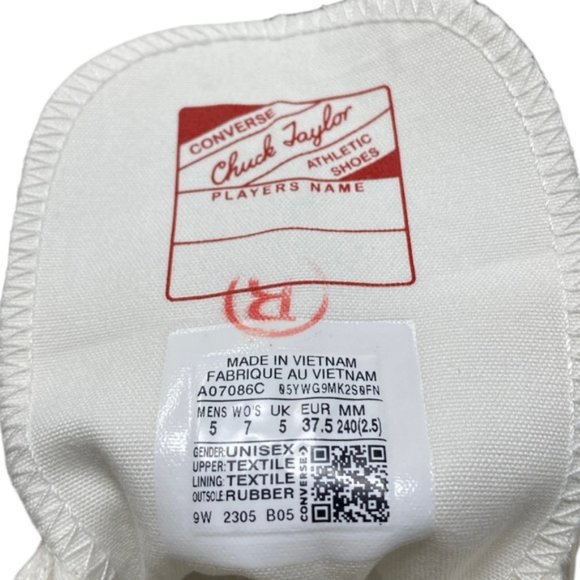 CONVERSE
Chuck Taylor
ATHLETIC
SHOES
PLAYERS NAME
R
MADE IN VIETNAM
FABRIQUE AU VIETNAM
A07086C 05YWG9MK2S0FN
MENS WO'S UK EUR MM
5 7 5 37.5 240(2.5)
GENDER:UNISEX
UPPER:TEXTILE
LINING:TEXTILE
OUTSOLE:RUBBER
CONVERSE
9W 2305 B05